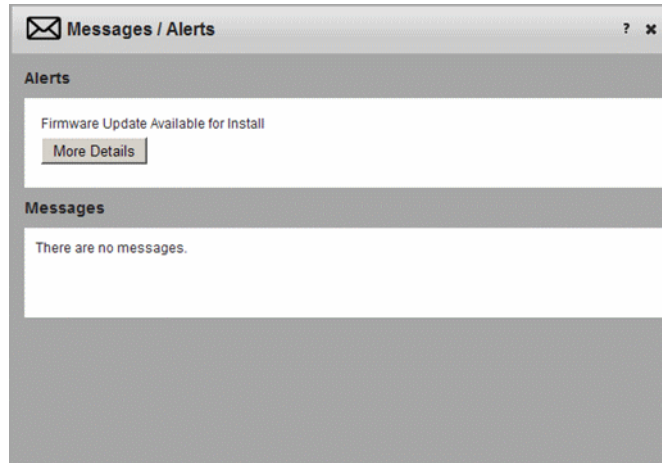 Messages / Alerts ? ×
Alerts
Firmware Update Available for Install
More Details
Messages
There are no messages.